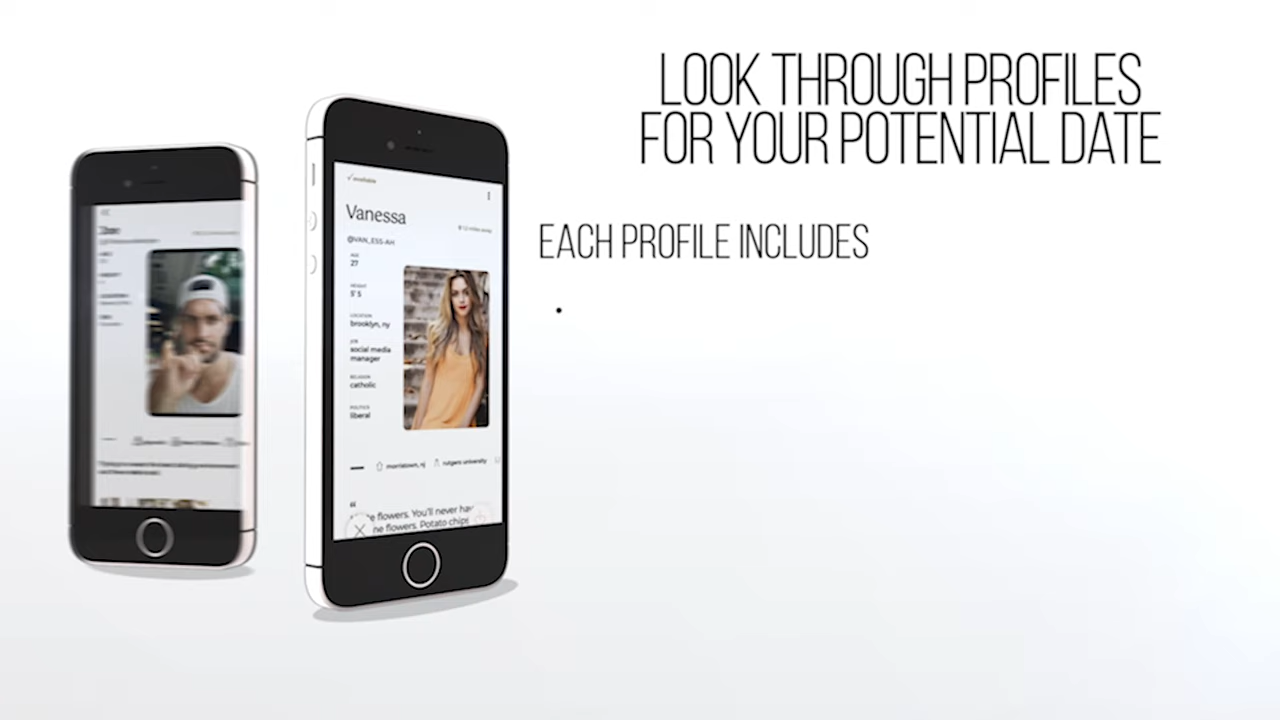 LOOK THROUGH PROFILES
FOR YOUR POTENTIAL DATE
EACH PROFILE INCLUDES
•
available
Vanessa
@VAN_ESS-AH
AGE
27
HEIGHT
5' 5
LOCATION
brooklyn, ny
JOB
social media
manager
RELIGION
catholic
POLITICS
liberal
morristown, nj
rutgers university
“
flowers. You'll never
flowers. Potato chips